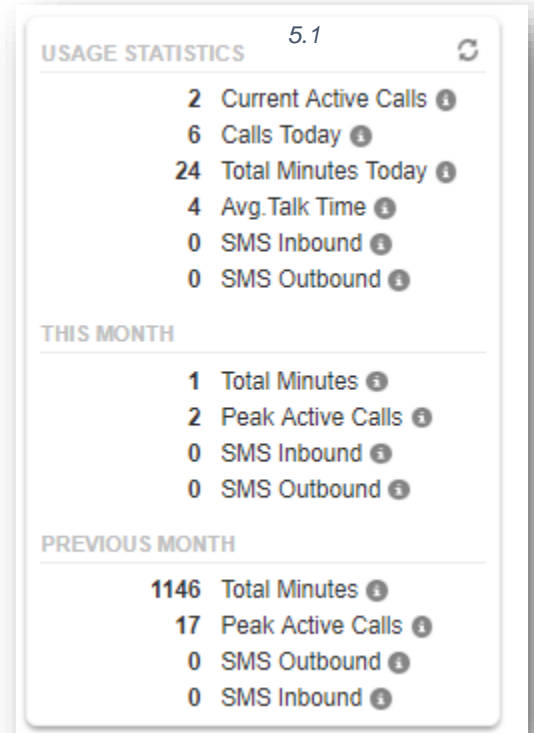 5.1
USAGE STATISTICS
2 Current Active Calls
6 Calls Today
24 Total Minutes Today
4 Avg.Talk Time
0 SMS Inbound
0 SMS Outbound
THIS MONTH
1 Total Minutes
2 Peak Active Calls
0 SMS Inbound
0 SMS Outbound
PREVIOUS MONTH
1146 Total Minutes
17 Peak Active Calls
0 SMS Outbound
0 SMS Inbound